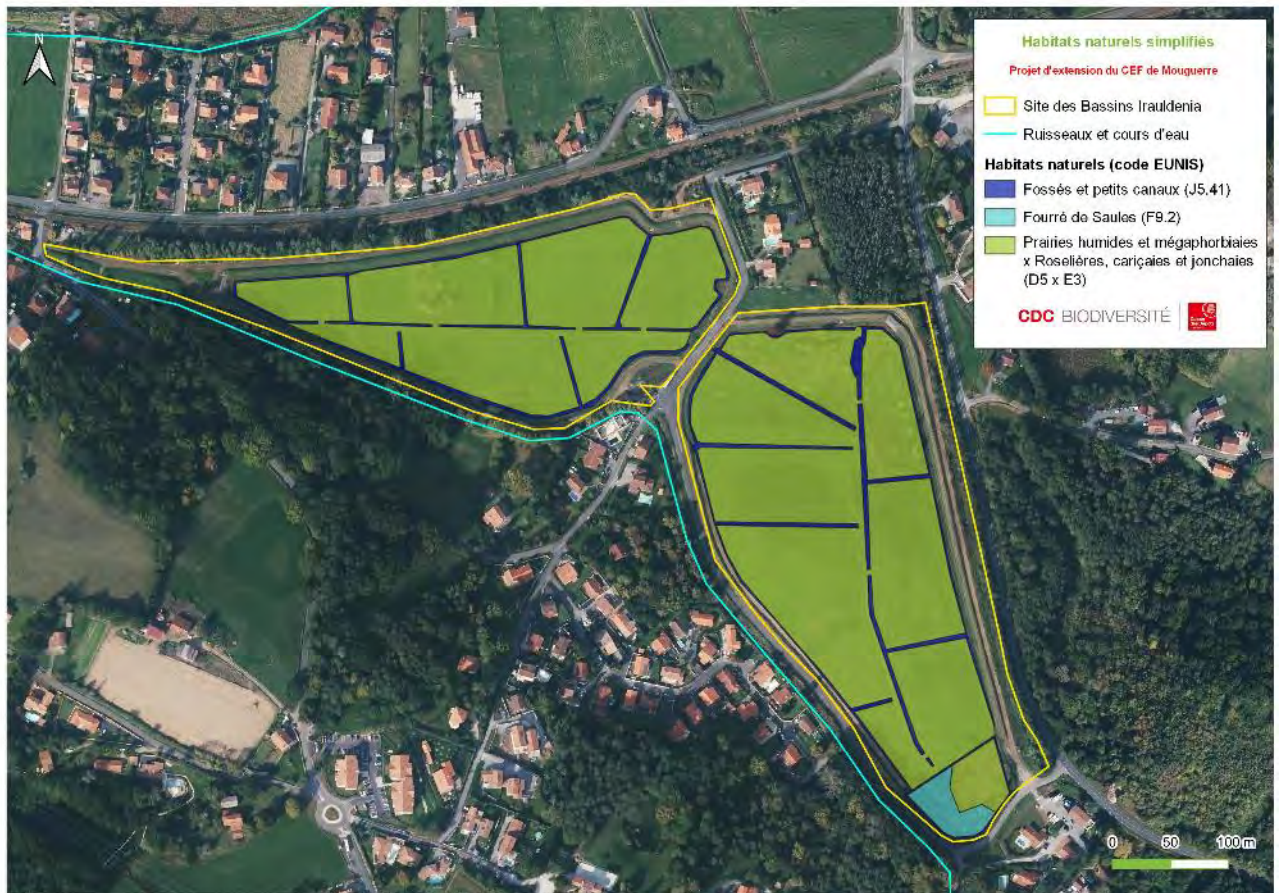 N
Habitats naturels simplifiés
Projet d'extension du CEF de Mouguerre
Site des Bassins Irauldenia
Ruisseaux et cours d'eau
Habitats naturels (code EUNIS)
Fossés et petits canaux (J5.41)
Fourré de Saules (F9.2)
Prairies humides et mégaphorbiaies
x Roselières, cariçaies et jonchaies
(D5 x E3)
CDC BIODIVERSITÉ
0 50 100 m